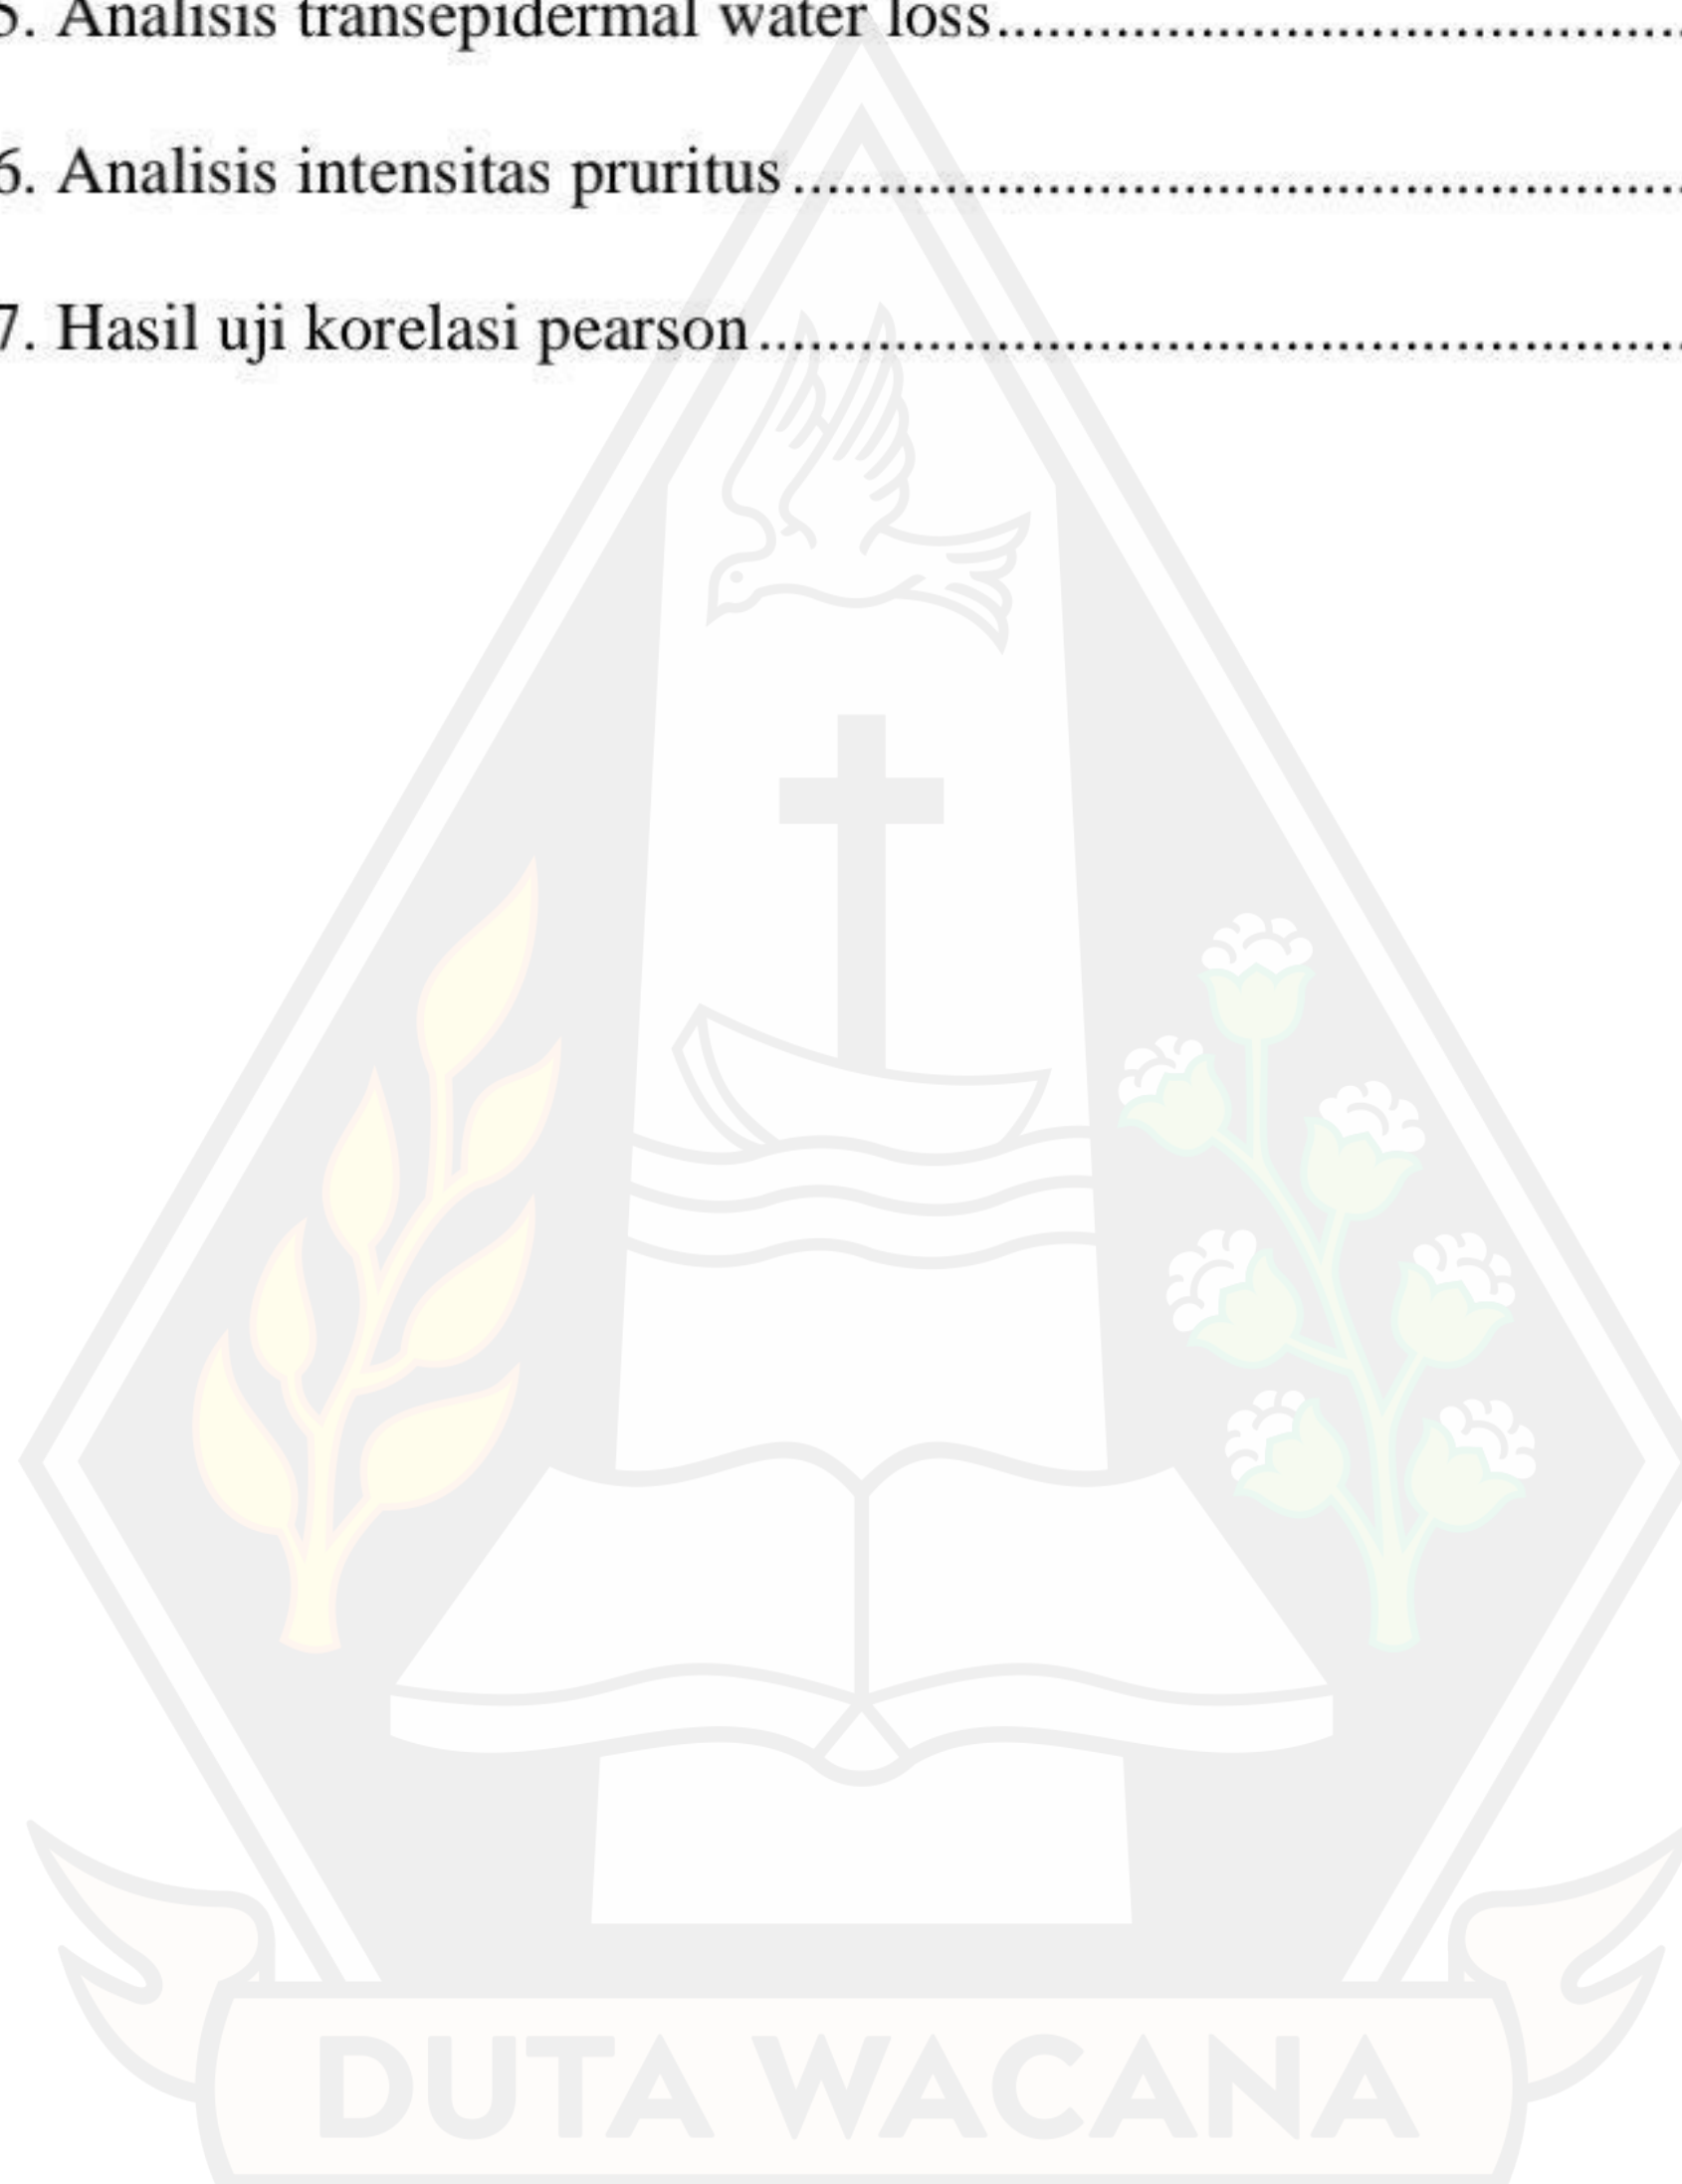 5. Analisis transepidermal water loss................................................
6. Analisis intensitas pruritus................................................................
7. Hasil uji korelasi pearson..................................................................
DUTA WACANA